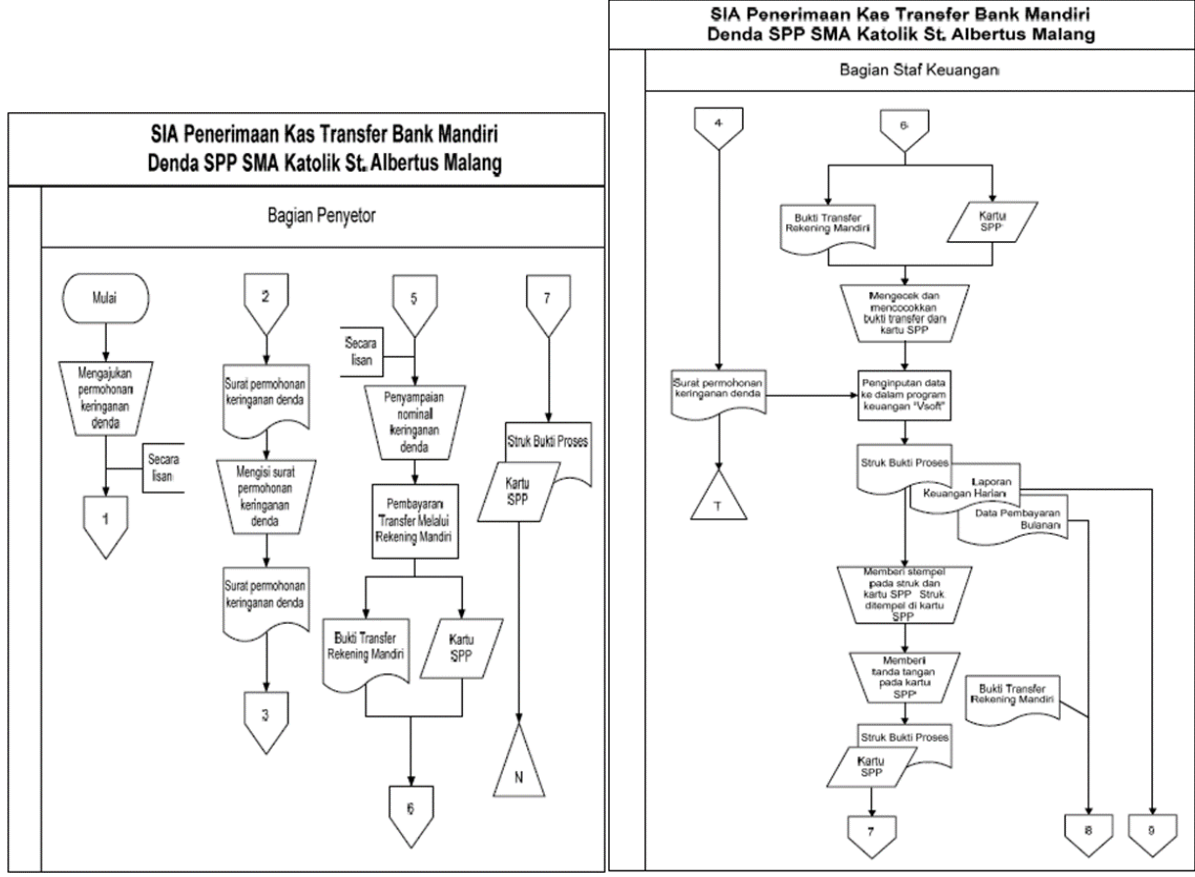 SIA Penerimaan Kas Transfer Bank Mandiri
Denda SPP SMA Katolik St. Albertus Malang
Bagian Penyetor
Mulai
Mengajukan
permohonan
keringanan
denda
Secara
lisan
1
2
Surat permohonan
keringanan denda
Mengisi surat
permohonan
keringanan
denda
Surat permohonan
keringanan denda
3
5
Secara
lisan
Penyampaian
nominal
keringanan
denda
Pembayaran
Transfer Melalui
Rekening Mandiri
Bukti Transfer
Rekening Mandiri
Kartu
SPP
6
7
Struk Bukti Proses
Kartu
SPP
N
SIA Penerimaan Kas Transfer Bank Mandiri
Denda SPP SMA Katolik St. Albertus Malang
Bagian Staf Keuangan
4
Surat permohonan
keringanan denda
T
6
Bukti Transfer
Rekening Mandiri
Kartu
SPP
Mengecek dan
mencocokkan
bukti transfer dan
kartu SPP
Penginputan data
ke dalam program
keuangan "Vsoft"
Struk Bukti Proses
Laporan
Keuangan Harian
Data Pembayaran
Bulanan
Memberi stempel
pada struk dan
kartu SPP Struk
ditempel di kartu
SPP
Memberi
tanda tangan
pada kartu
SPP
Bukti Transfer
Rekening Mandiri
Struk Bukti Proses
Kartu
SPP
7
8
9